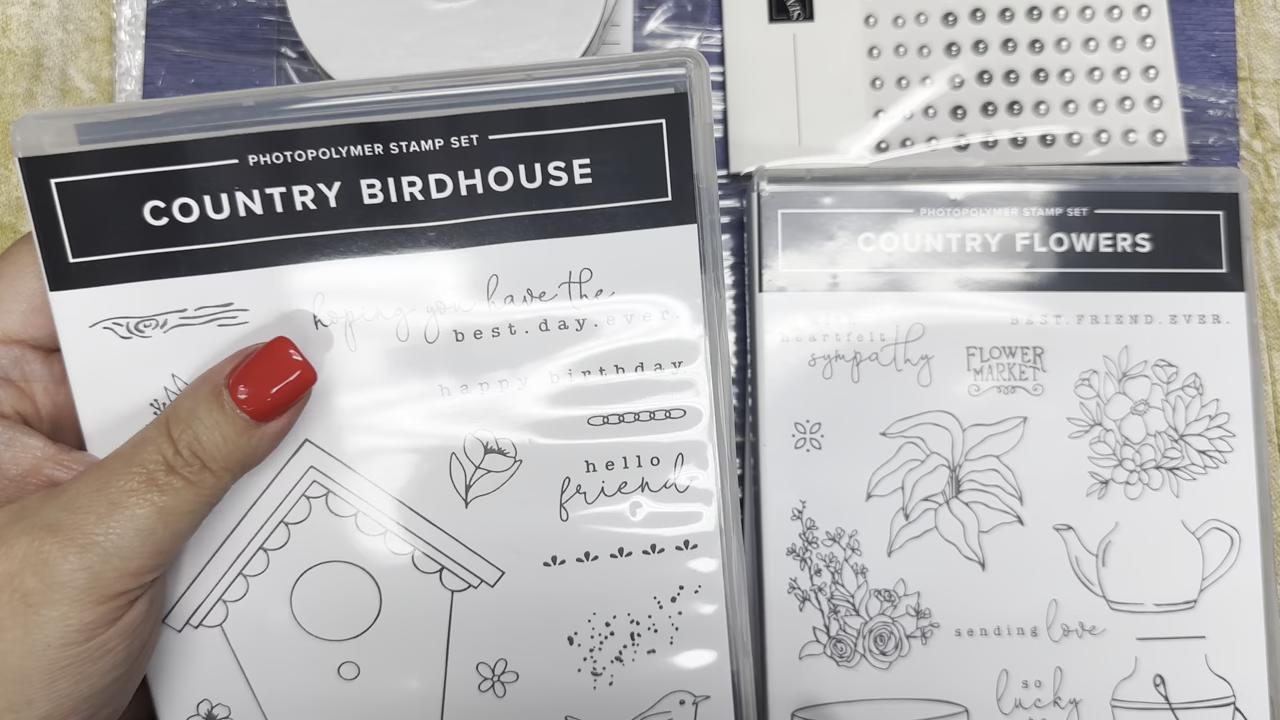 PHOTOPOLYMER STAMP SET
COUNTRY BIRDHOUSE
hoping you have the
best.day.ever.
happy birthday
hello
friend
PHOTOPOLYMER STAMP SET
COUNTRY FLOWERS
BEST.FRIEND.EVER.
heartfelt
sympathy
FLOWER
MARKET
sending love
so
lucky